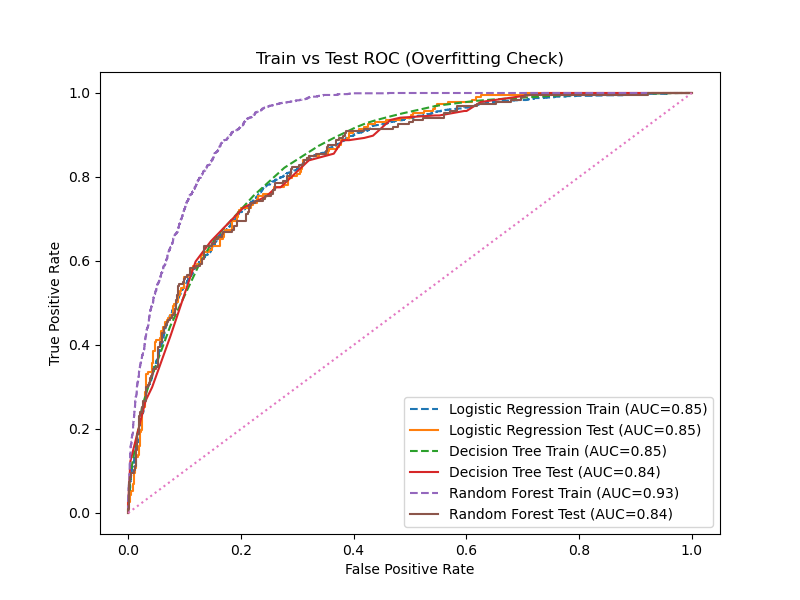 Train vs Test ROC (Overfitting Check)
1.0
0.8
0.6
0.4
0.2
0.0
True Positive Rate
0.0 0.2 0.4 0.6 0.8 1.0
False Positive Rate
Logistic Regression Train (AUC=0.85)
Logistic Regression Test (AUC=0.85)
Decision Tree Train (AUC=0.85)
Decision Tree Test (AUC=0.84)
Random Forest Train (AUC=0.93)
Random Forest Test (AUC=0.84)